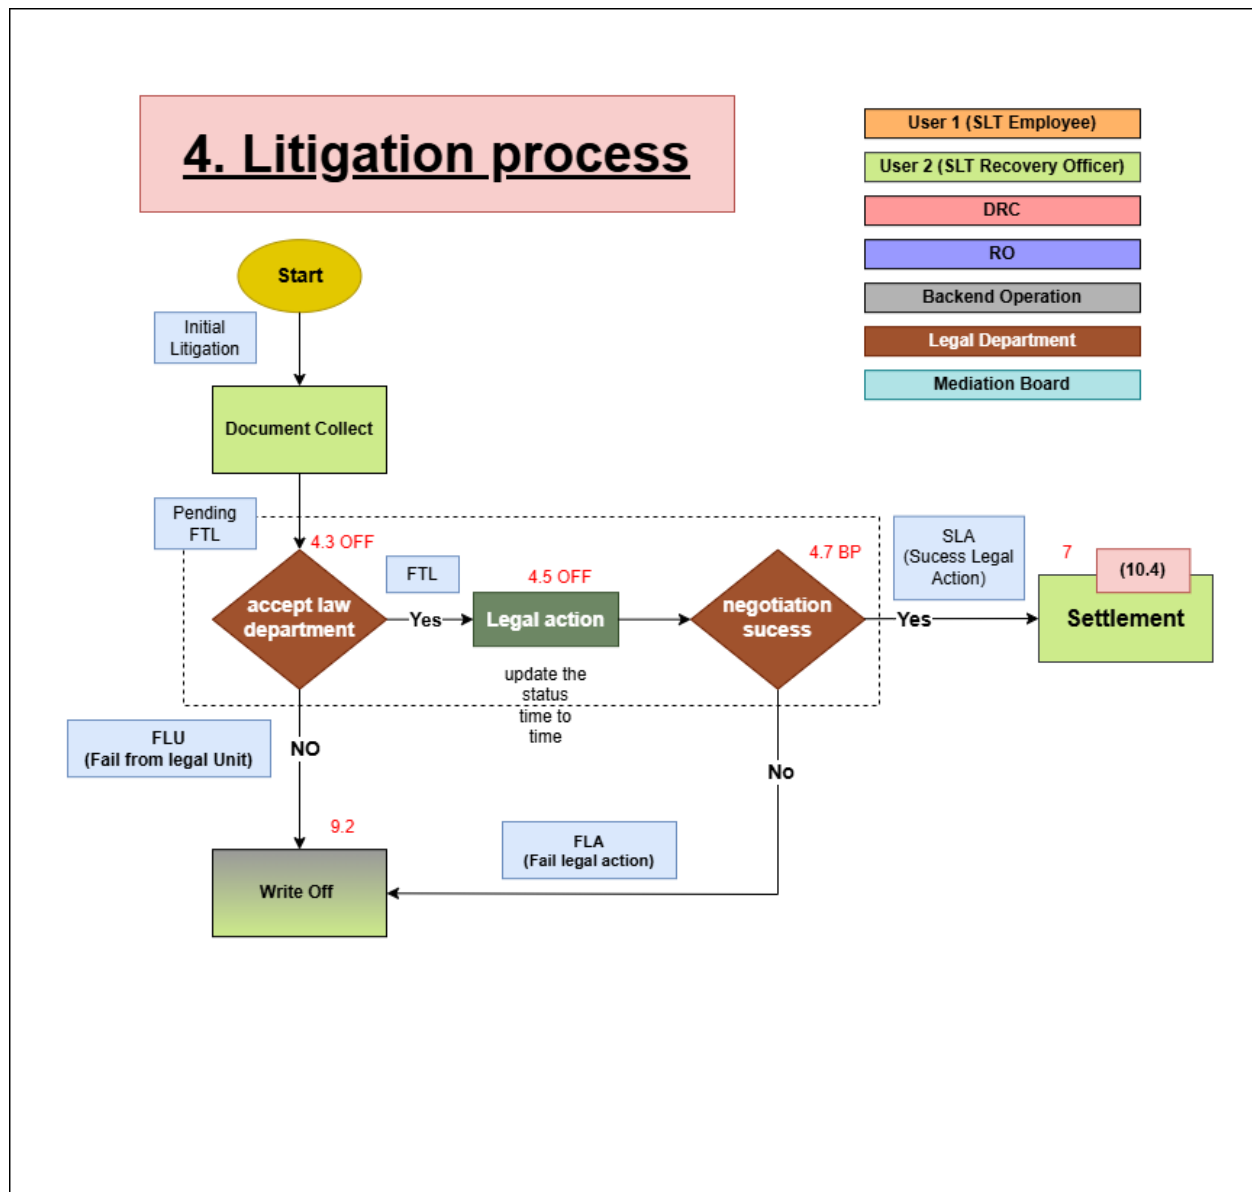 4. Litigation process
User 1 (SLT Employee)
User 2 (SLT Recovery Officer)
DRC
RO
Backend Operation
Legal Department
Mediation Board
Start
Initial
Litigation
Document Collect
Pending
FTL
4.3 OFF
accept law
department
FTL
Yes
4.5 OFF
Legal action
update the
status
time to
time
4.7 BP
negotiation
sucess
SLA
(Sucess Legal
Action)
Yes
7
(10.4)
Settlement
FLU
(Fail from legal Unit)
NO
No
9.2
Write Off
FLA
(Fail legal action)